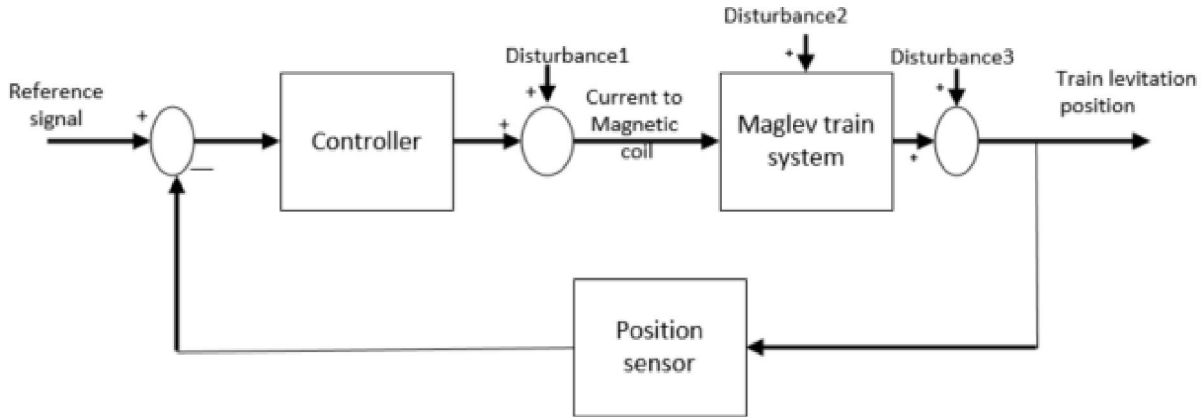 Disturbance2
Disturbance1
Disturbance3
Reference
signal
+
+
+
+
+
+
—
Controller
Current to
Magnetic
coil
Maglev train
system
Train levitation
position
Position
sensor